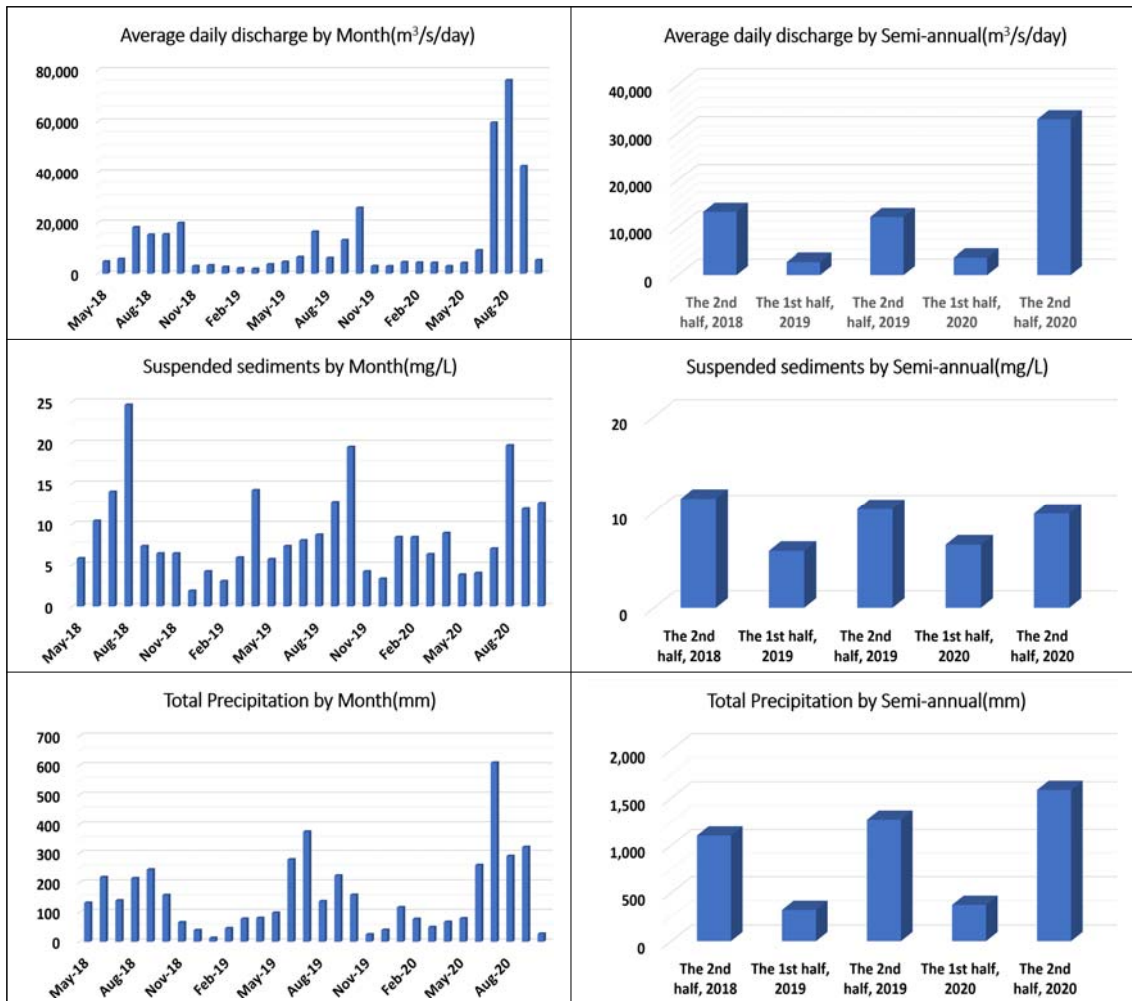 Average daily discharge by Month(m³/s/day)
80,000
60,000
40,000
20,000
0
May-18 Aug-18 Nov-18 Feb-19 May-19 Aug-19 Nov-19 Feb-20 May-20 Aug-20
Average daily discharge by Semi-annual(m³/s/day)
40,000
30,000
20,000
10,000
0
The 2nd The 1st half, The 2nd The 1st half, The 2nd
half, 2018 2019 half, 2019 2020 half, 2020
Suspended sediments by Month(mg/L)
25
20
15
10
5
0
May-18 Aug-18 Nov-18 Feb-19 May-19 Aug-19 Nov-19 Feb-20 May-20 Aug-20
Suspended sediments by Semi-annual(mg/L)
20
10
0
The 2nd The 1st half, The 2nd The 1st half, The 2nd
half, 2018 2019 half, 2019 2020 half, 2020
Total Precipitation by Month(mm)
700
600
500
400
300
200
100
0
May-18 Aug-18 Nov-18 Feb-19 May-19 Aug-19 Nov-19 Feb-20 May-20 Aug-20
Total Precipitation by Semi-annual(mm)
2,000
1,500
1,000
500
0
The 2nd The 1st half, The 2nd The 1st half, The 2nd
half, 2018 2019 half, 2019 2020 half, 2020